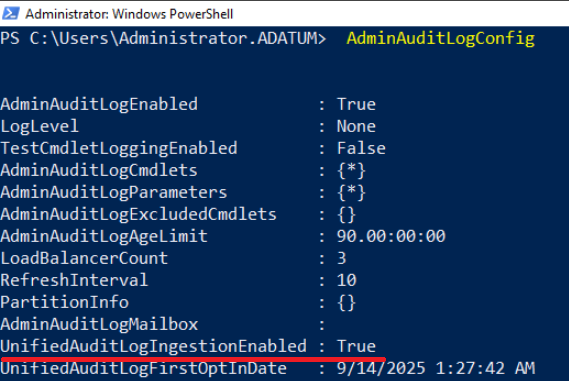 Administrator: Windows PowerShell
PS C:\Users\Administrator.ADATUM>  AdminAuditLogConfig
AdminAuditLogEnabled            : True
LogLevel                        : None
TestCmdletLoggingEnabled        : False
AdminAuditLogCmdlets            : {*}
AdminAuditLogParameters         : {*}
AdminAuditLogExcludedCmdlets    : {}
AdminAuditLogAgeLimit           : 90.00:00:00
LoadBalancerCount               : 3
RefreshInterval                 : 10
PartitionInfo                   : {}
AdminAuditLogMailbox            :
UnifiedAuditLogIngestionEnabled : True
UnifiedAuditLogFirstOptInDate   : 9/14/2025 1:27:42 AM